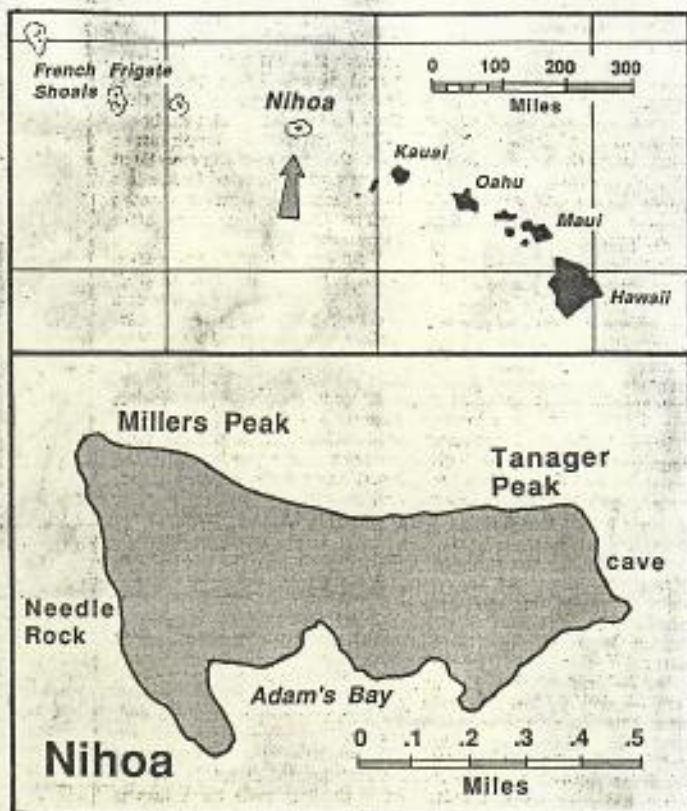 0 100 200 300
Miles
French Frigate
Shoals
Nihoa
Kauai
Oahu
Maui
Hawaii
Millers Peak
Tanager
Peak
cave
Needle
Rock
Adam's Bay
Nihoa
0 .1 .2 .3 .4 .5
Miles